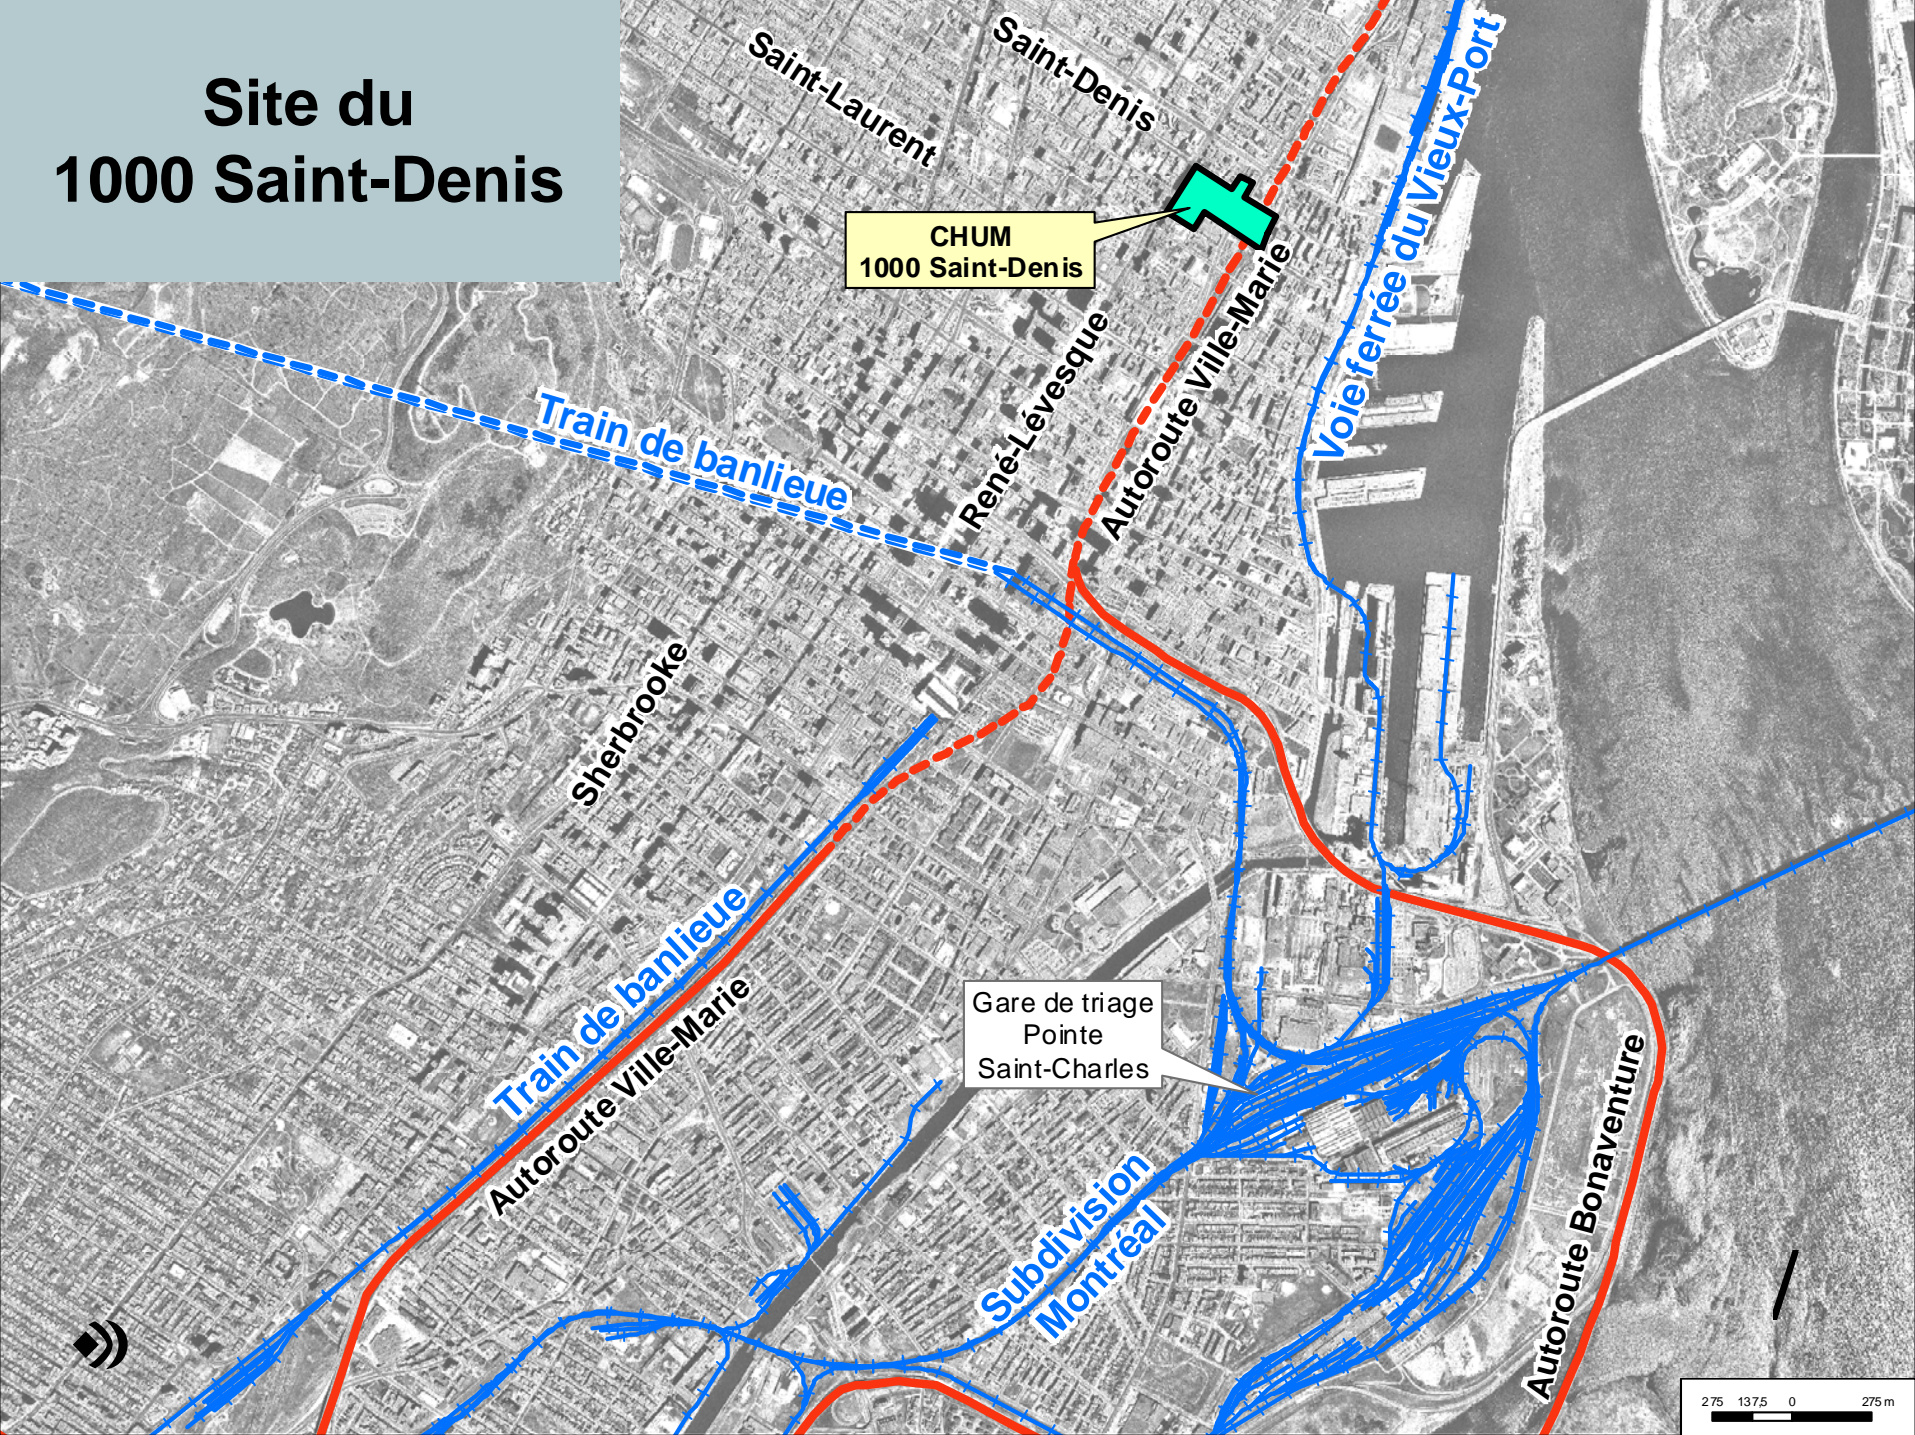 Site du
1000 Saint-Denis
Saint-Laurent
Saint-Denis
Voie ferrée du Vieux-Port
CHUM
1000 Saint-Denis
René-Lévesque
Autoroute Ville-Marie
Train de banlieue
Sherbrooke
Train de banlieue
Autoroute Ville-Marie
Gare de triage
Pointe
Saint-Charles
Subdivision
Montréal
Autoroute Bonaventure
275 137,5 0 275 m